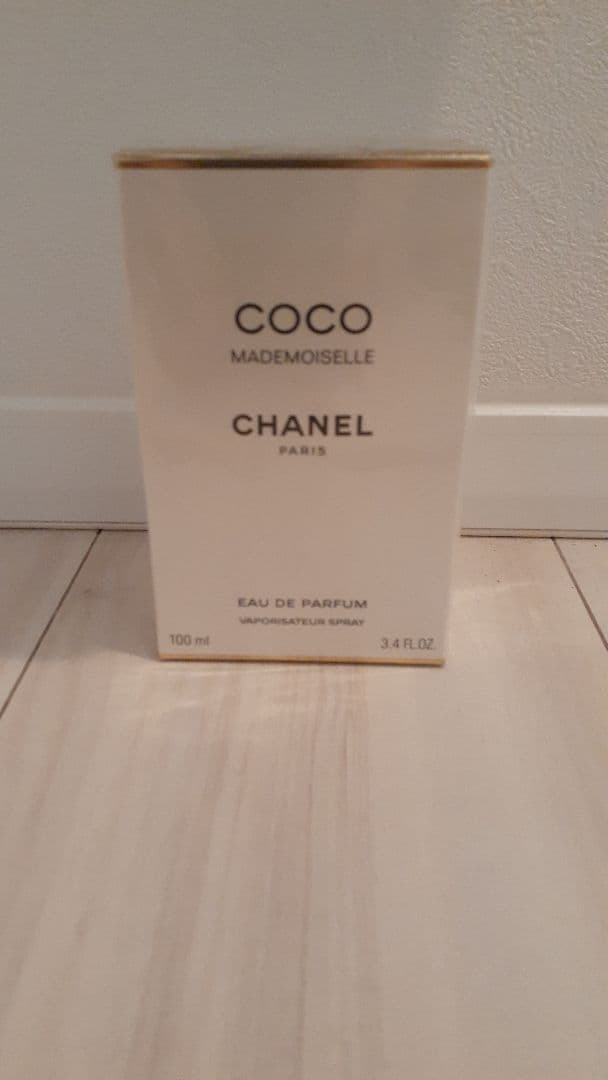 COCO
MADEMOISELLE
CHANEL
PARIS
EAU DE PARFUM
VAPORISATEUR SPRAY
100 ml 3.4 FL.OZ.